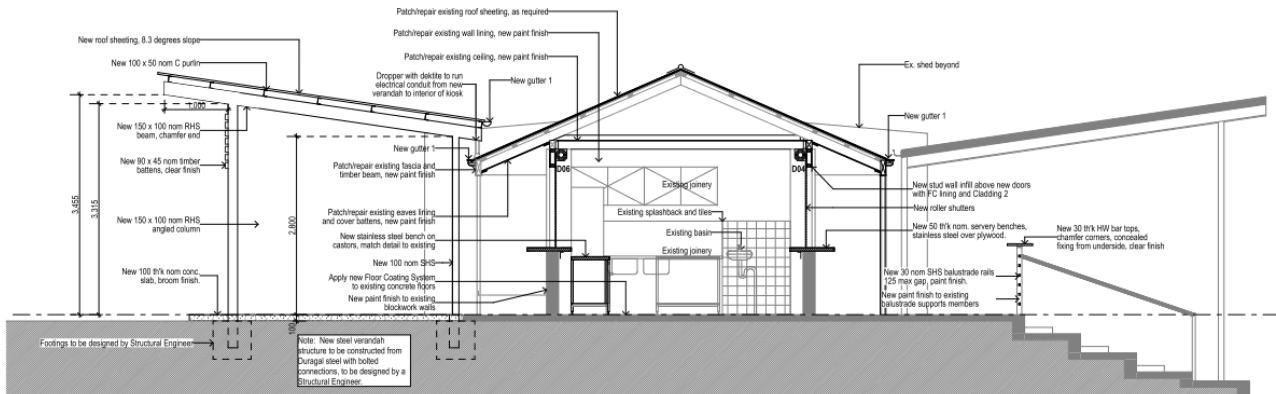 Patch/repair existing roof sheeting, as required
Patch/repair existing wall lining, new paint finish
Patch/repair existing ceiling, new paint finish
New roof sheeting, 8.3 degrees slope
New 100 x 50 nom C purlin
Dropper with dektite to run
electrical conduit from new
verandah to interior of kiosk
New gutter 1
Ex. shed beyond
1,000
New 150 x 100 nom RHS
beam, chamfer end
New gutter 1
New gutter 1
New 90 x 45 nom timber
battens, clear finish
Patch/repair existing fascia and
timber beam, new paint finish
D06
D04
3,455
3,315
2,800
Existing joinery
New stud wall infill above new doors
with FC lining and Cladding 2
New roller shutters
New 150 x 100 nom RHS
angled column
Patch/repair existing eaves lining
and cover battens, new paint finish
Existing splashback and tiles
Existing basin
Existing joinery
New 50 th'k nom. servery benches,
stainless steel over plywood.
New 30 th'k HW bar tops,
chamfer corners, concealed
fixing from underside, clear finish
New stainless steel bench on
castors, match detail to existing
New 100 nom SHS
New 100 th'k nom conc.
slab, broom finish.
Apply new Floor Coating System
to existing concrete floors
New paint finish to existing
blockwork walls
New 30 nom SHS balustrade rails
125 max gap, paint finish.
New paint finish to existing
balustrade supports members
100
Footings to be designed by Structural Engineer
Note: New steel verandah
structure to be constructed from
Duragal steel with bolted
connections, to be designed by a
Structural Engineer.